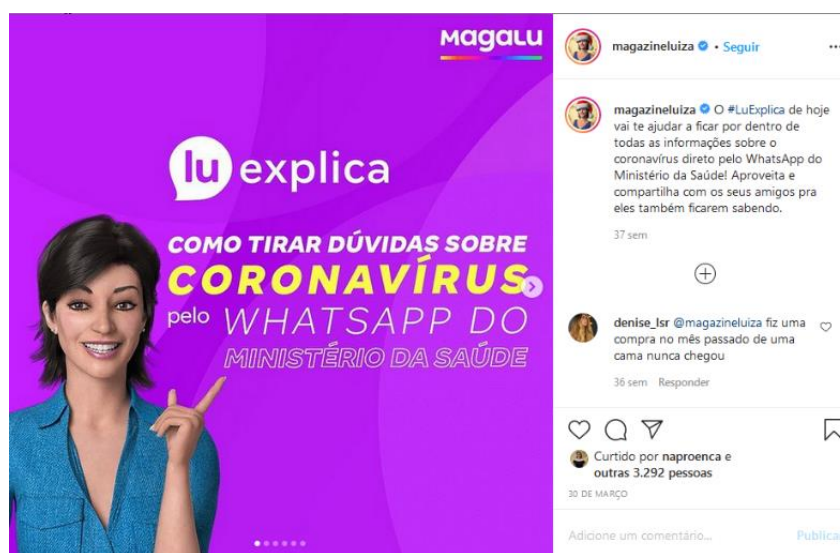 magalu
lu explica
COMO TIRAR DÚVIDAS SOBRE
CORONAVÍRUS
pelo WHATSAPP DO
MINISTÉRIO DA SAÚDE
magazineluiza • Seguir
magazineluiza O #LuExplica de hoje
vai te ajudar a ficar por dentro de
todas as informações sobre o
coronavírus direto pelo WhatsApp do
Ministério da Saúde! Aproveita e
compartilha com os seus amigos pra
eles também ficarem sabendo.
37 sem
denise_lsr @magazineluiza fiz uma
compra no mês passado de uma
cama nunca chegou
36 sem Responder
Curtido por naproenca e
outras 3.292 pessoas
30 DE MARÇO
Adicione um comentário... Publica